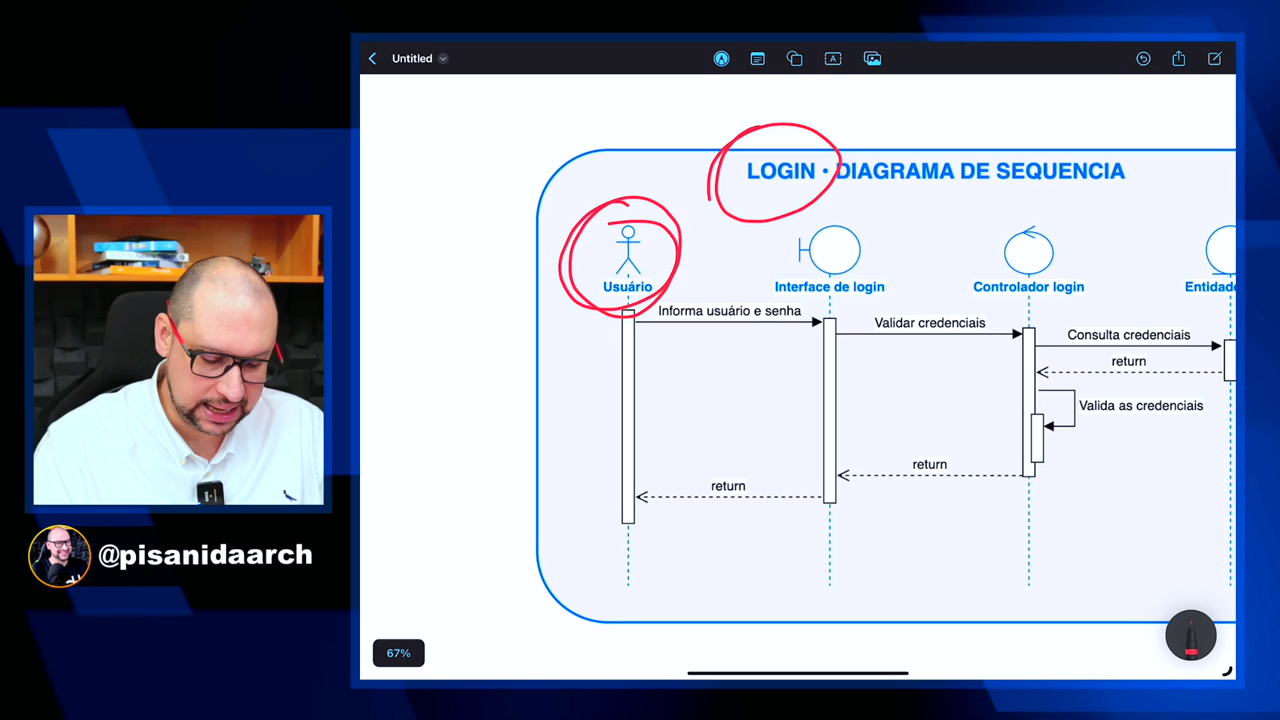 Untitled
A
LOGIN • DIAGRAMA DE SEQUENCIA
Usuário
Interface de login
Controlador login
Entidade
Informa usuário e senha
Validar credenciais
Consulta credenciais
return
Valida as credenciais
return
return
@pisanidaarch
67%